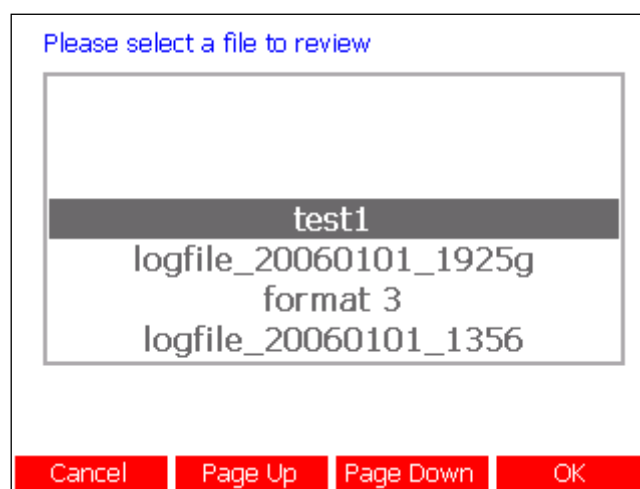 Please select a file to review
test1
logfile_20060101_1925g
format 3
logfile_20060101_1356
Cancel Page Up Page Down OK